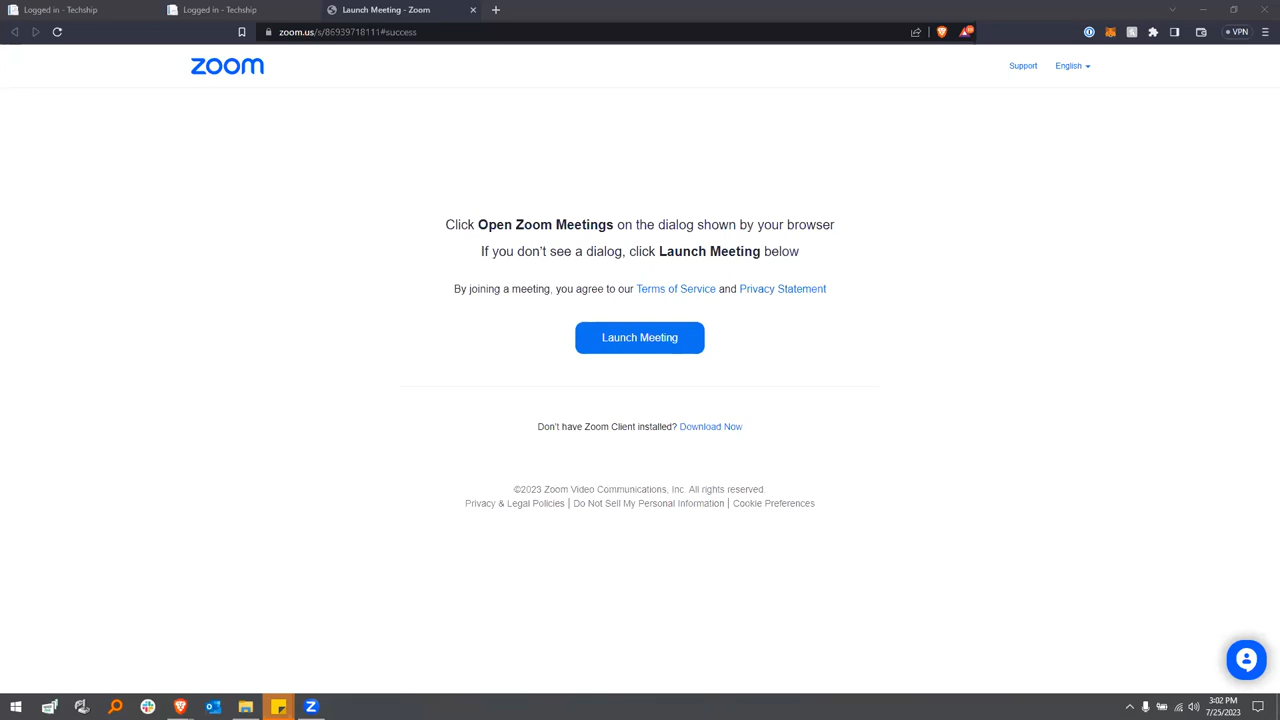 Logged in - Techship
Logged in - Techship
Launch Meeting - Zoom
zoom.us/s/86939718111#success
VPN
zoom
Support
English
Click Open Zoom Meetings on the dialog shown by your browser
If you don't see a dialog, click Launch Meeting below
By joining a meeting, you agree to our Terms of Service and Privacy Statement
Launch Meeting
Don't have Zoom Client installed? Download Now
©2023 Zoom Video Communications, Inc. All rights reserved.
Privacy & Legal Policies | Do Not Sell My Personal Information | Cookie Preferences
3:02 PM
7/25/2023